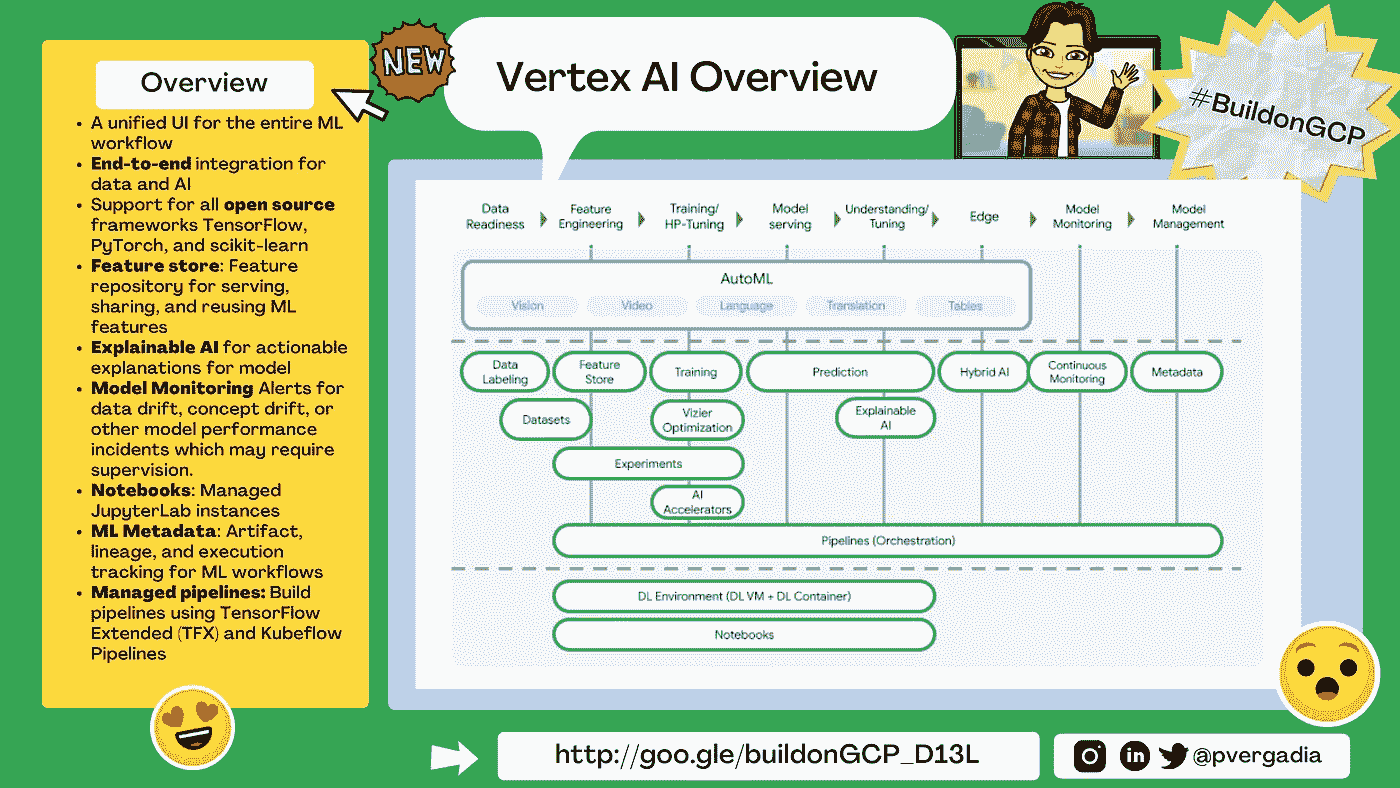 Overview
• A unified UI for the entire ML
workflow
• End-to-end integration for
data and AI
• Support for all open source
frameworks TensorFlow,
PyTorch, and scikit-learn
• Feature store: Feature
repository for serving,
sharing, and reusing ML
features
• Explainable AI for actionable
explanations for model
• Model Monitoring Alerts for
data drift, concept drift, or
other model performance
incidents which may require
supervision.
• Notebooks: Managed
JupyterLab instances
• ML Metadata: Artifact,
lineage, and execution
tracking for ML workflows
• Managed pipelines: Build
pipelines using TensorFlow
Extended (TFX) and Kubeflow
Pipelines
NEW
Vertex AI Overview
#BuildonGCP
Data
Readiness
Feature
Engineering
Training/
HP-Tuning
Model
serving
Understanding/
Tuning
Edge
Model
Monitoring
Model
Management
AutoML
Vision
Video
Language
Translation
Tables
Data
Labeling
Feature
Store
Training
Prediction
Hybrid AI
Continuous
Monitoring
Metadata
Datasets
Vizier
Optimization
Explainable
AI
Experiments
AI
Accelerators
Pipelines (Orchestration)
DL Environment (DL VM + DL Container)
Notebooks
http://goo.gle/buildonGCP_D13L
in
@pvergadia